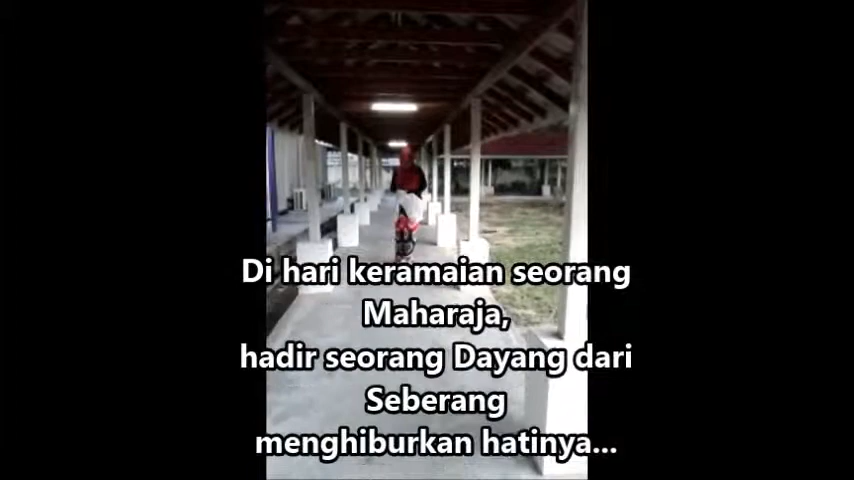 Di hari keramaian seorang
Maharaja,
hadir seorang Dayang dari
Seberang
menghiburkan hatinya...